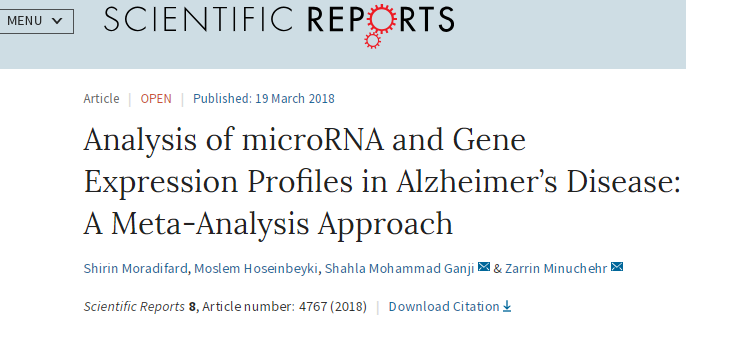 MENU
SCIENTIFIC REPORTS
Article | OPEN | Published: 19 March 2018
Analysis of microRNA and Gene
Expression Profiles in Alzheimer’s Disease:
A Meta-Analysis Approach
Shirin Moradifard, Moslem Hoseinbeyki, Shahla Mohammad Ganji & Zarrin Minuchehr
Scientific Reports 8, Article number: 4767 (2018) | Download Citation